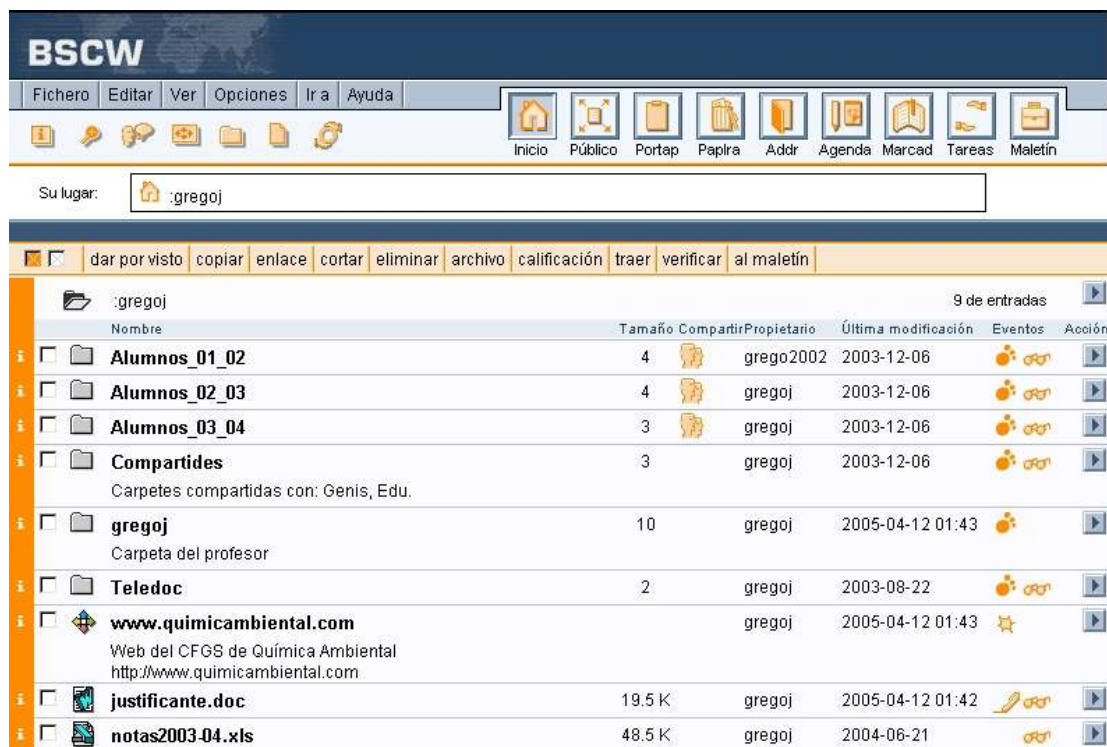 BSCW
Fichero Editar Ver Opciones Ir a Ayuda
Inicio Público Portap Paplra Addr Agenda Marcad Tareas Maletín
Su lugar: :gregoj
dar por visto copiar enlace cortar eliminar archivo calificación traer verificar al maletín
:gregoj 9 de entradas
Nombre Tamaño Compartir Propietario Última modificación Eventos Acción
Alumnos_01_02 4 grego2002 2003-12-06
Alumnos_02_03 4 gregoj 2003-12-06
Alumnos_03_04 3 gregoj 2003-12-06
Compartides 3 gregoj 2003-12-06
Carpetes compartidas con: Genis, Edu.
gregoj 10 gregoj 2005-04-12 01:43
Carpeta del profesor
Teledoc 2 gregoj 2003-08-22
www.quimicambiental.com gregoj 2005-04-12 01:43
Web del CFGS de Química Ambiental
http://www.quimicambiental.com
justificante.doc 19.5 K gregoj 2005-04-12 01:42
notas2003-04.xls 48.5 K gregoj 2004-06-21